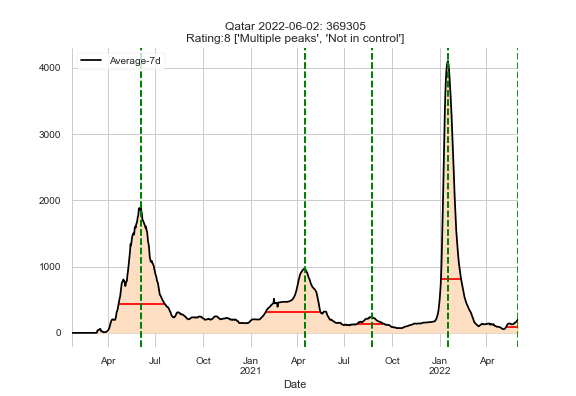 Qatar 2022-06-02: 369305
Rating:8 ['Multiple peaks', 'Not in control']
Average-7d
4000
3000
2000
1000
0
Apr Jul Oct Jan Apr Jul Oct Jan Apr
2021 2022
Date